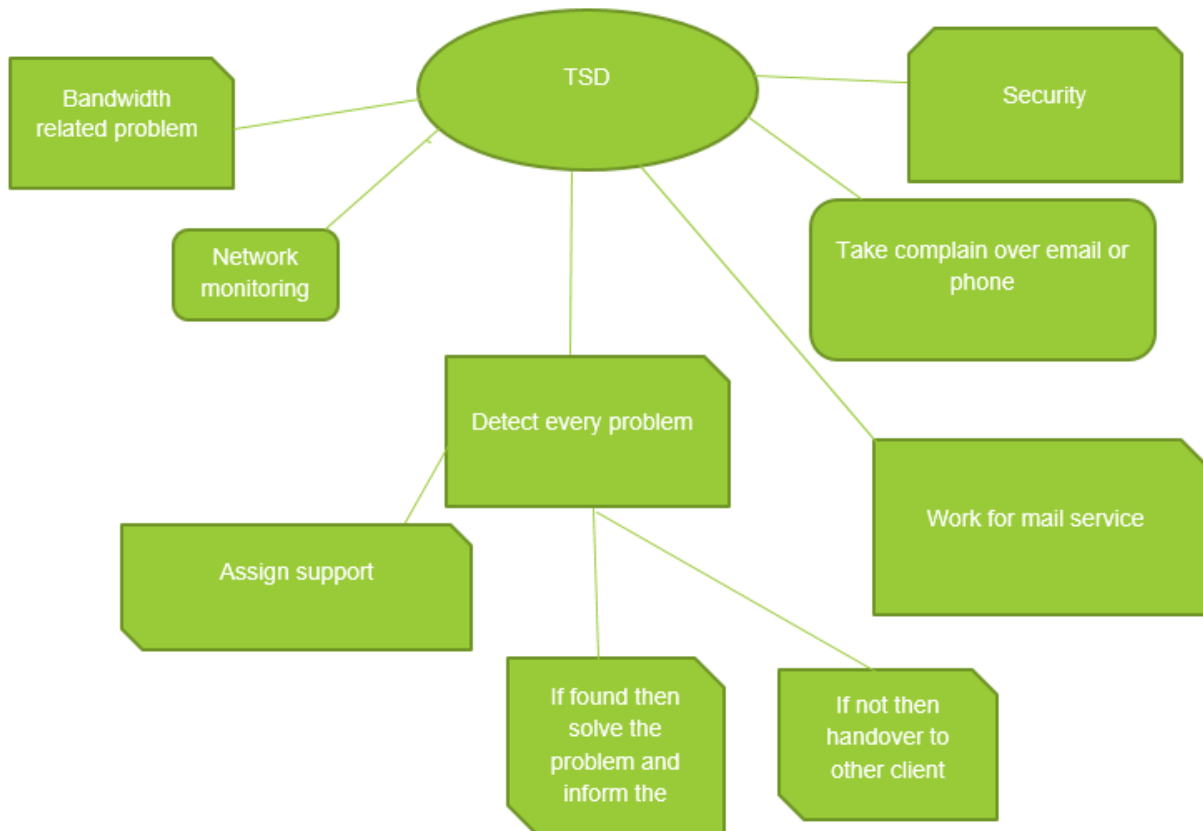 TSD
Bandwidth
related problem
Security
Network
monitoring
Take complain over email or
phone
Detect every problem
Work for mail service
Assign support
If found then
solve the
problem and
inform the
If not then
handover to
other client